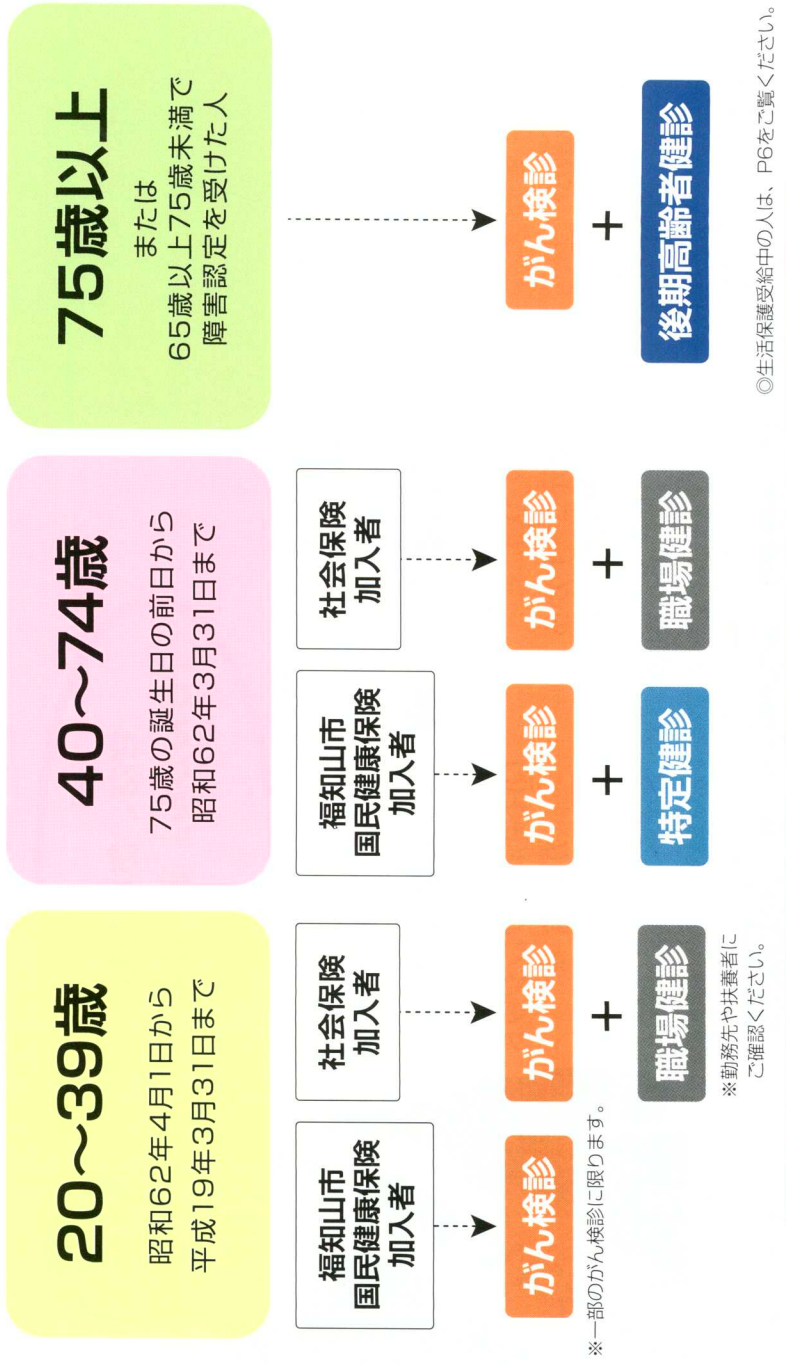 20～39歳
昭和62年4月1日から
平成19年3月31日まで
福知山市
国民健康保険
加入者
がん検診
※一部のがん検診に限ります。
社会保険
加入者
がん検診
+
職場健診
※勤務先や扶養者に
ご確認ください。
40～74歳
75歳の誕生日の前日から
昭和62年3月31日まで
福知山市
国民健康保険
加入者
がん検診
+
特定健診
社会保険
加入者
がん検診
+
職場健診
75歳以上
または
65歳以上75歳未満で
障害認定を受けた人
がん検診
+
後期高齢者健診
◎生活保護受給中の人は、P6をご覧ください。